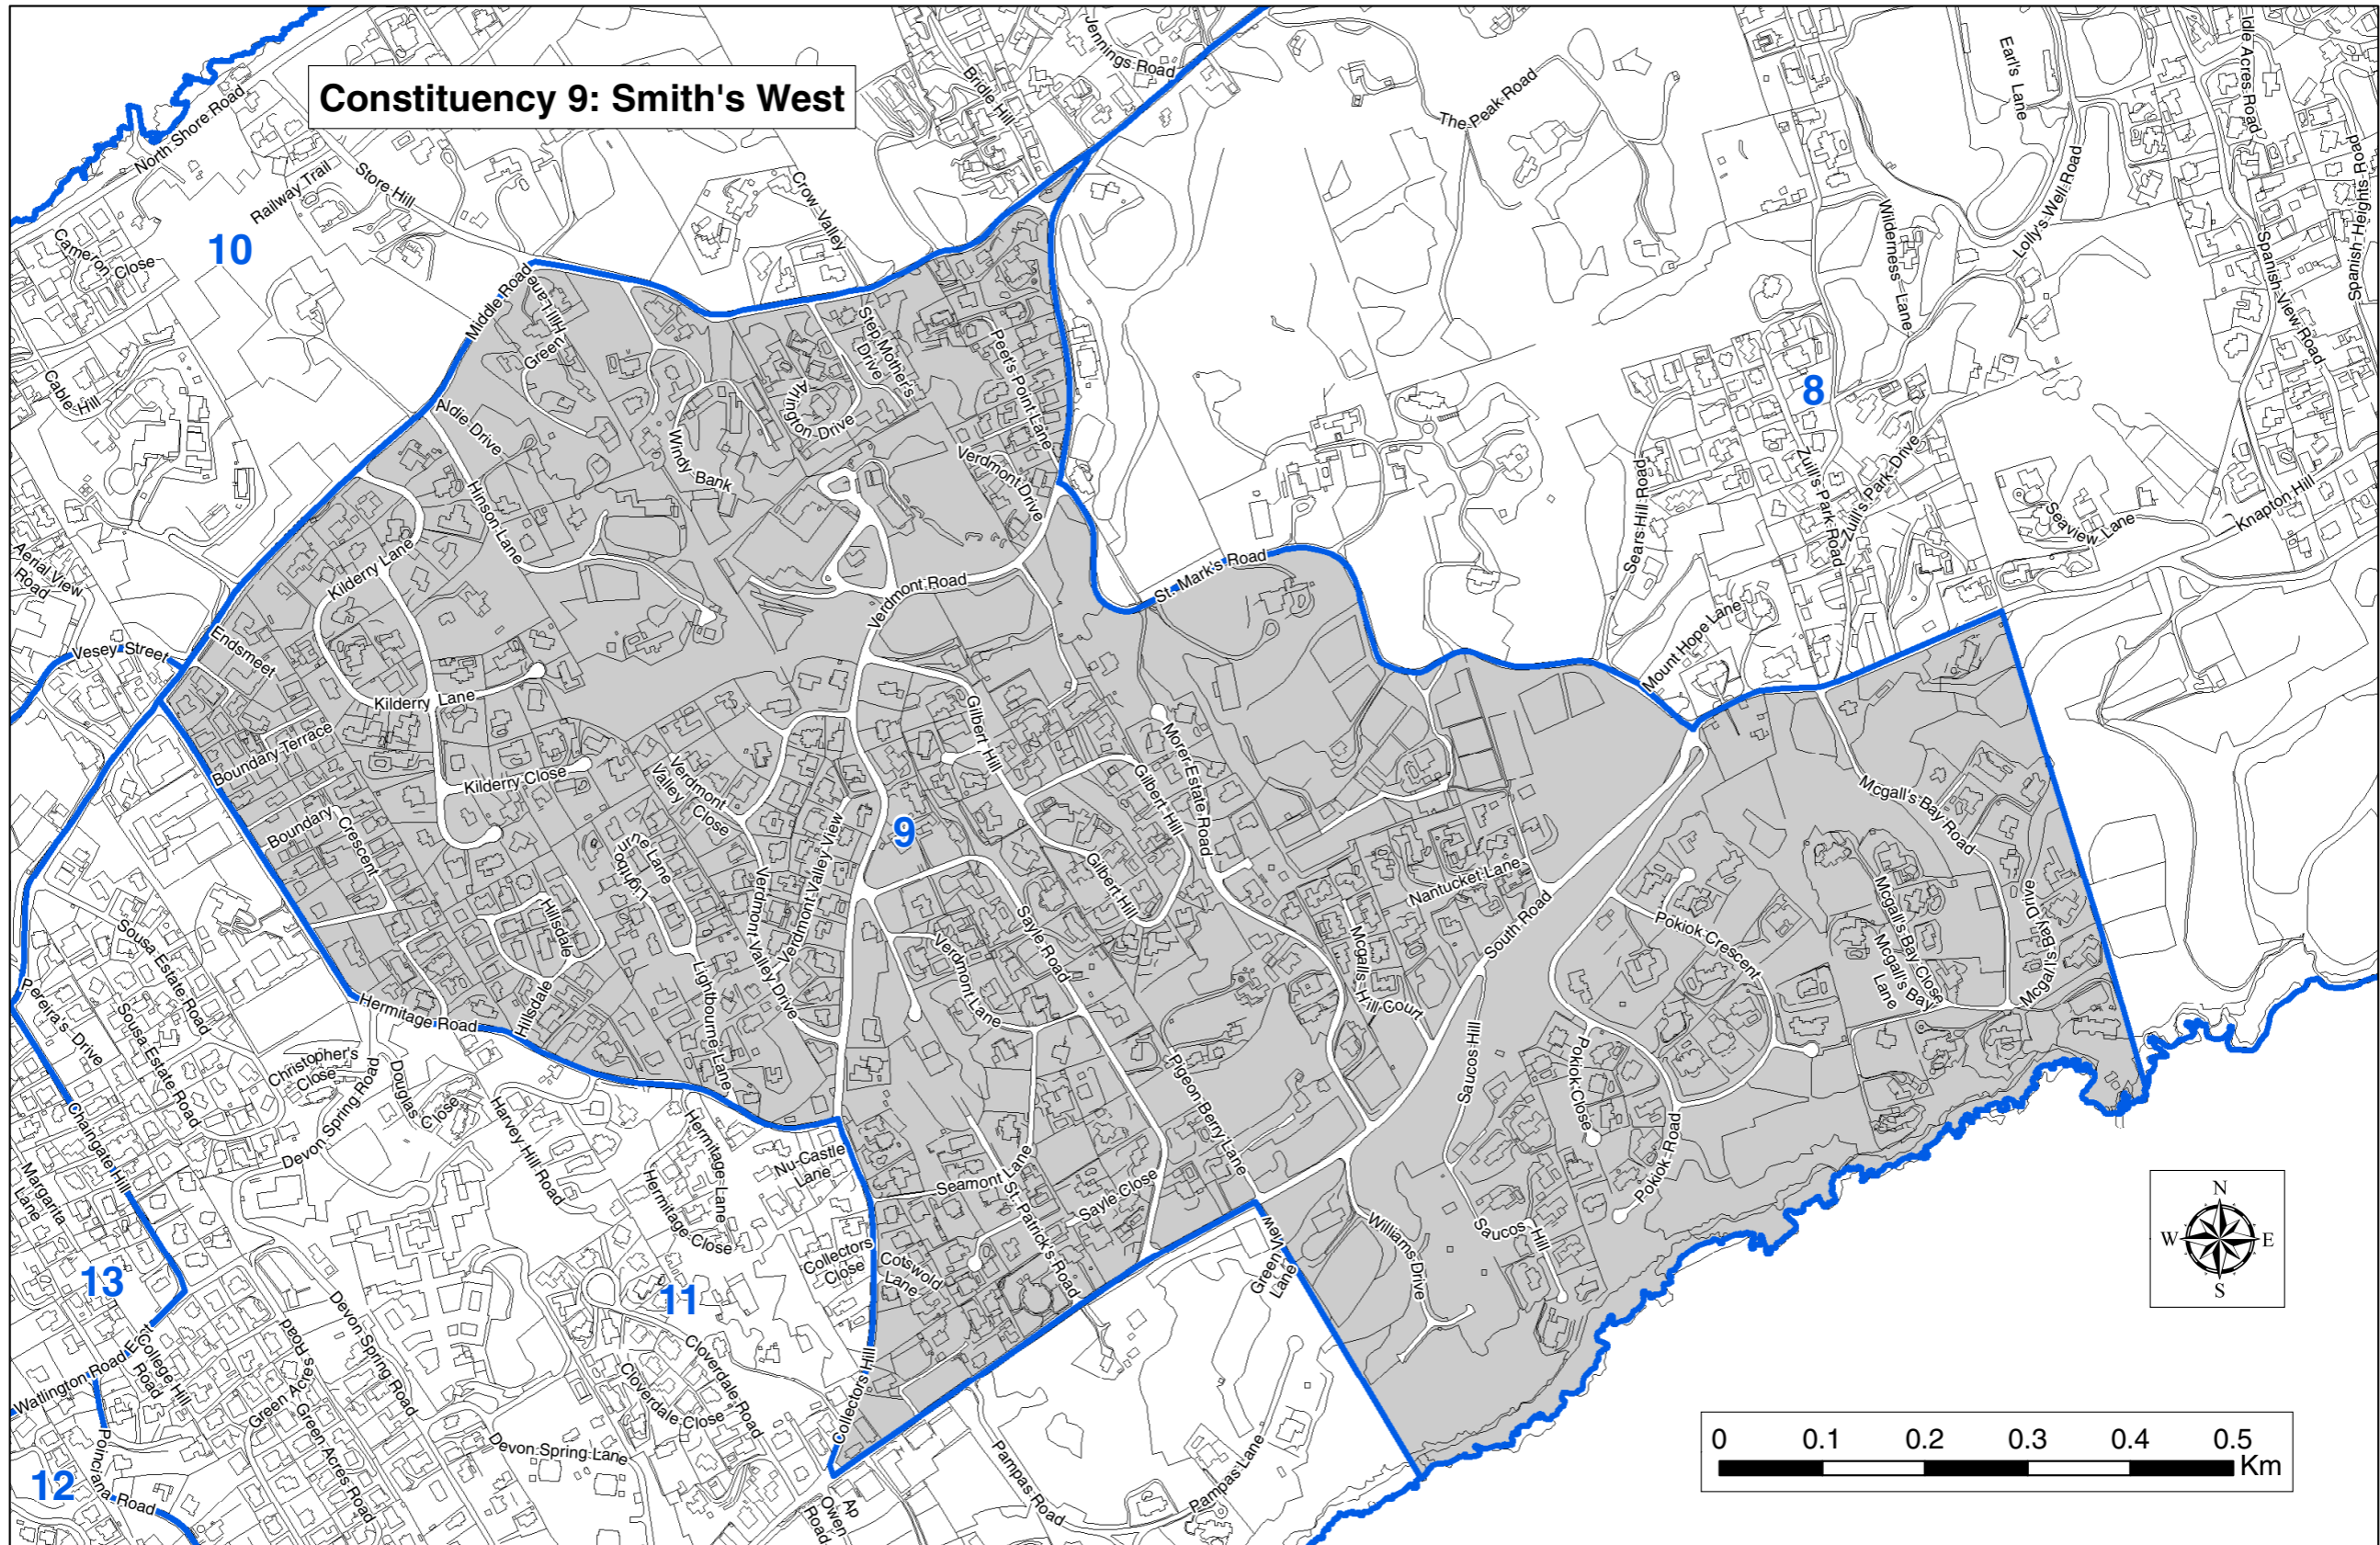 Constituency 9: Smith's West
Jennings Road
Bridle Hill
The Peak Road
Earl's Lane
Idle Acres Road
Spanish Heights Road
North Shore Road
Railway Trail
Store Hill
Crow Valley
Cameron Close
10
Wilderness Lane
Lolly's Well Road
Spanish View Road
Middle Road
Green
Hill Lane
Step Mother's
Drive
Peet's Point Lane
Arrington Drive
Cable Hill
Aldie Drive
Windy Bank
Verdmont Drive
8
Zuill's Park Road
Zuill's Park Drive
Sears Hill Road
Seaview Lane
Knapton Hill
Hinson Lane
Aerial View
Road
Kilderry Lane
Verdmont Road
St. Mark's Road
Mount Hope Lane
Vesey Street
Endsmeet
Kilderry Lane
Boundary Terrace
Kilderry Close
Verdmont
Valley Close
Gilbert Hill
Morer Estate Road
Gilbert Hill
Mcgall's Bay Road
Boundary
Crescent
Lightbo
urne Lane
Verdmont Valley View
9
Gilbert Hill
Nantucket Lane
Verdmont Valley Drive
Hillsdale
Sayle Road
Verdmont Lane
South Road
Pokiok Crescent
Mcgall's Bay Close
Mcgall's Bay
Lane
Mcgall's Bay Drive
Mcgalls Hill Court
Sousa Estate Road
Pereira's Drive
Sousa Estate Road
Hermitage Road
Hillsdale
Lightbourne Lane
Christopher's
Close
Devon Spring Road
Douglas
Close
Harvey Hill Road
Saucos Hill
Pokiok Close
Pigeon Berry Lane
Chaingate Hill
Margarita
Lane
Nu-Castle
Lane
Hermitage Lane
Hermitage Close
Seamont Lane
St. Patrick's Road
Sayle Close
Pokiok Road
Collectors
Close
Cotswold
Lane
Green View
Lane
Williams Drive
Saucos Hill
N
W
E
S
13
11
Watlington Road East
College Hill
Road
Green Acres Road
Devon Spring Road
Green Acres Road
Cloverdale Road
Cloverdale Close
Collectors Hill
Devon Spring Lane
12
Poinciana Road
Ap
Owen
Road
Pampas Road
Pampas Lane
0 0.1 0.2 0.3 0.4 0.5
Km